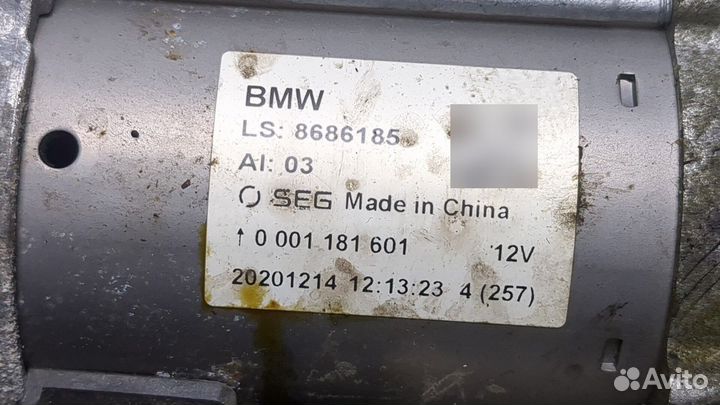 BMW
LS: 8686185
AI: 03
SEG Made in China
↑ 0 001 181 601 12V
20201214 12:13:23 4 (257)
Avito